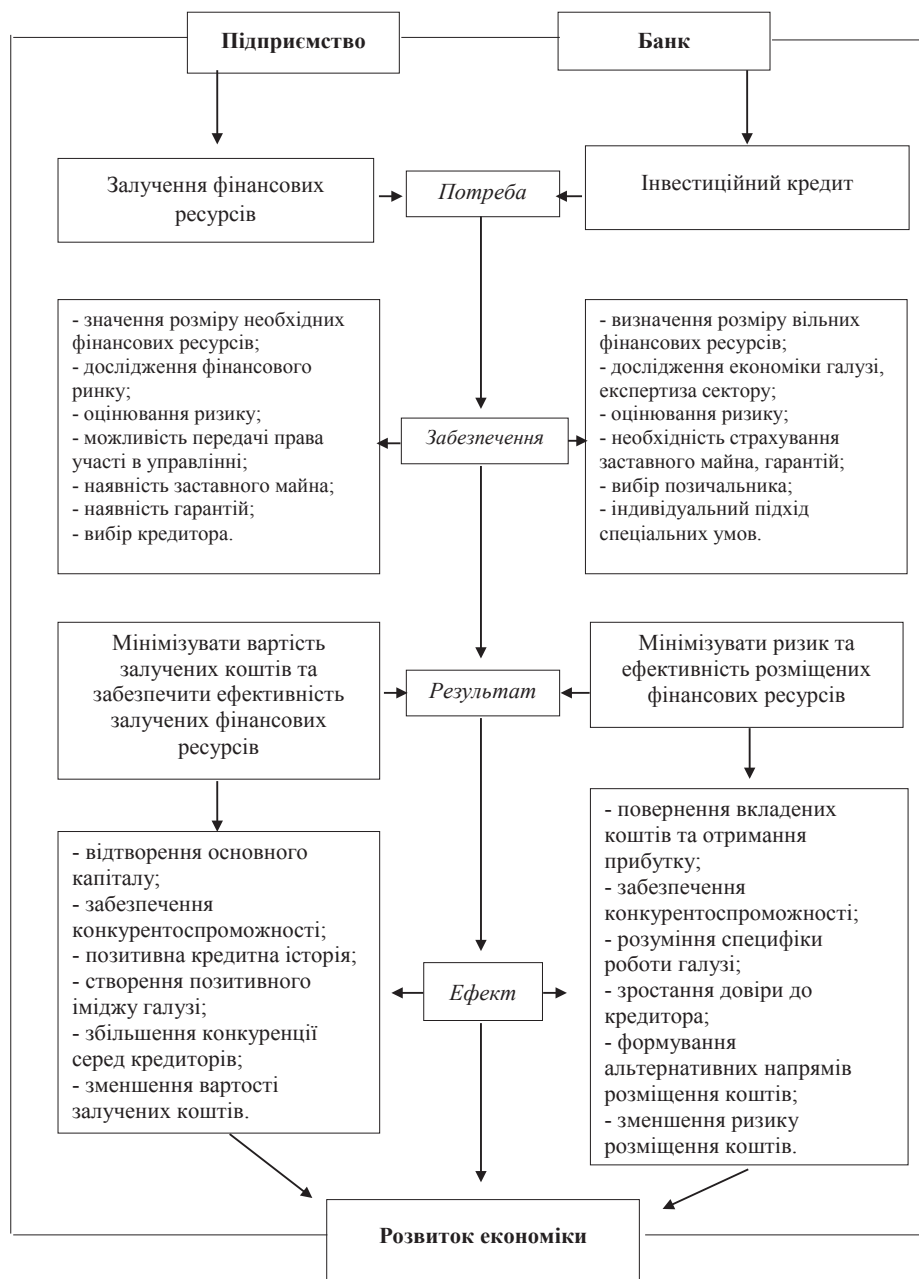 Підприємство
Банк
Залучення фінансових
ресурсів
Потреба
Інвестиційний кредит
- значення розміру необхідних
фінансових ресурсів;
- дослідження фінансового
ринку;
- оцінювання ризику;
- можливість передачі права
участі в управлінні;
- наявність заставного майна;
- наявність гарантій;
- вибір кредитора.
Забезпечення
- визначення розміру вільних
фінансових ресурсів;
- дослідження економіки галузі,
експертиза сектору;
- оцінювання ризику;
- необхідність страхування
заставного майна, гарантій;
- вибір позичальника;
- індивідуальний підхід
спеціальних умов.
Мінімізувати вартість
залучених коштів та
забезпечити ефективність
залучених фінансових
ресурсів
Результат
Мінімізувати ризик та
ефективність розміщених
фінансових ресурсів
- відтворення основного
капіталу;
- забезпечення
конкурентоспроможності;
- позитивна кредитна історія;
- створення позитивного
іміджу галузі;
- збільшення конкуренції
серед кредиторів;
- зменшення вартості
залучених коштів.
Ефект
- повернення вкладених
коштів та отримання
прибутку;
- забезпечення
конкурентоспроможності;
- розуміння специфіки
роботи галузі;
- зростання довіри до
кредитора;
- формування
альтернативних напрямів
розміщення коштів;
- зменшення ризику
розміщення коштів.
Розвиток економіки